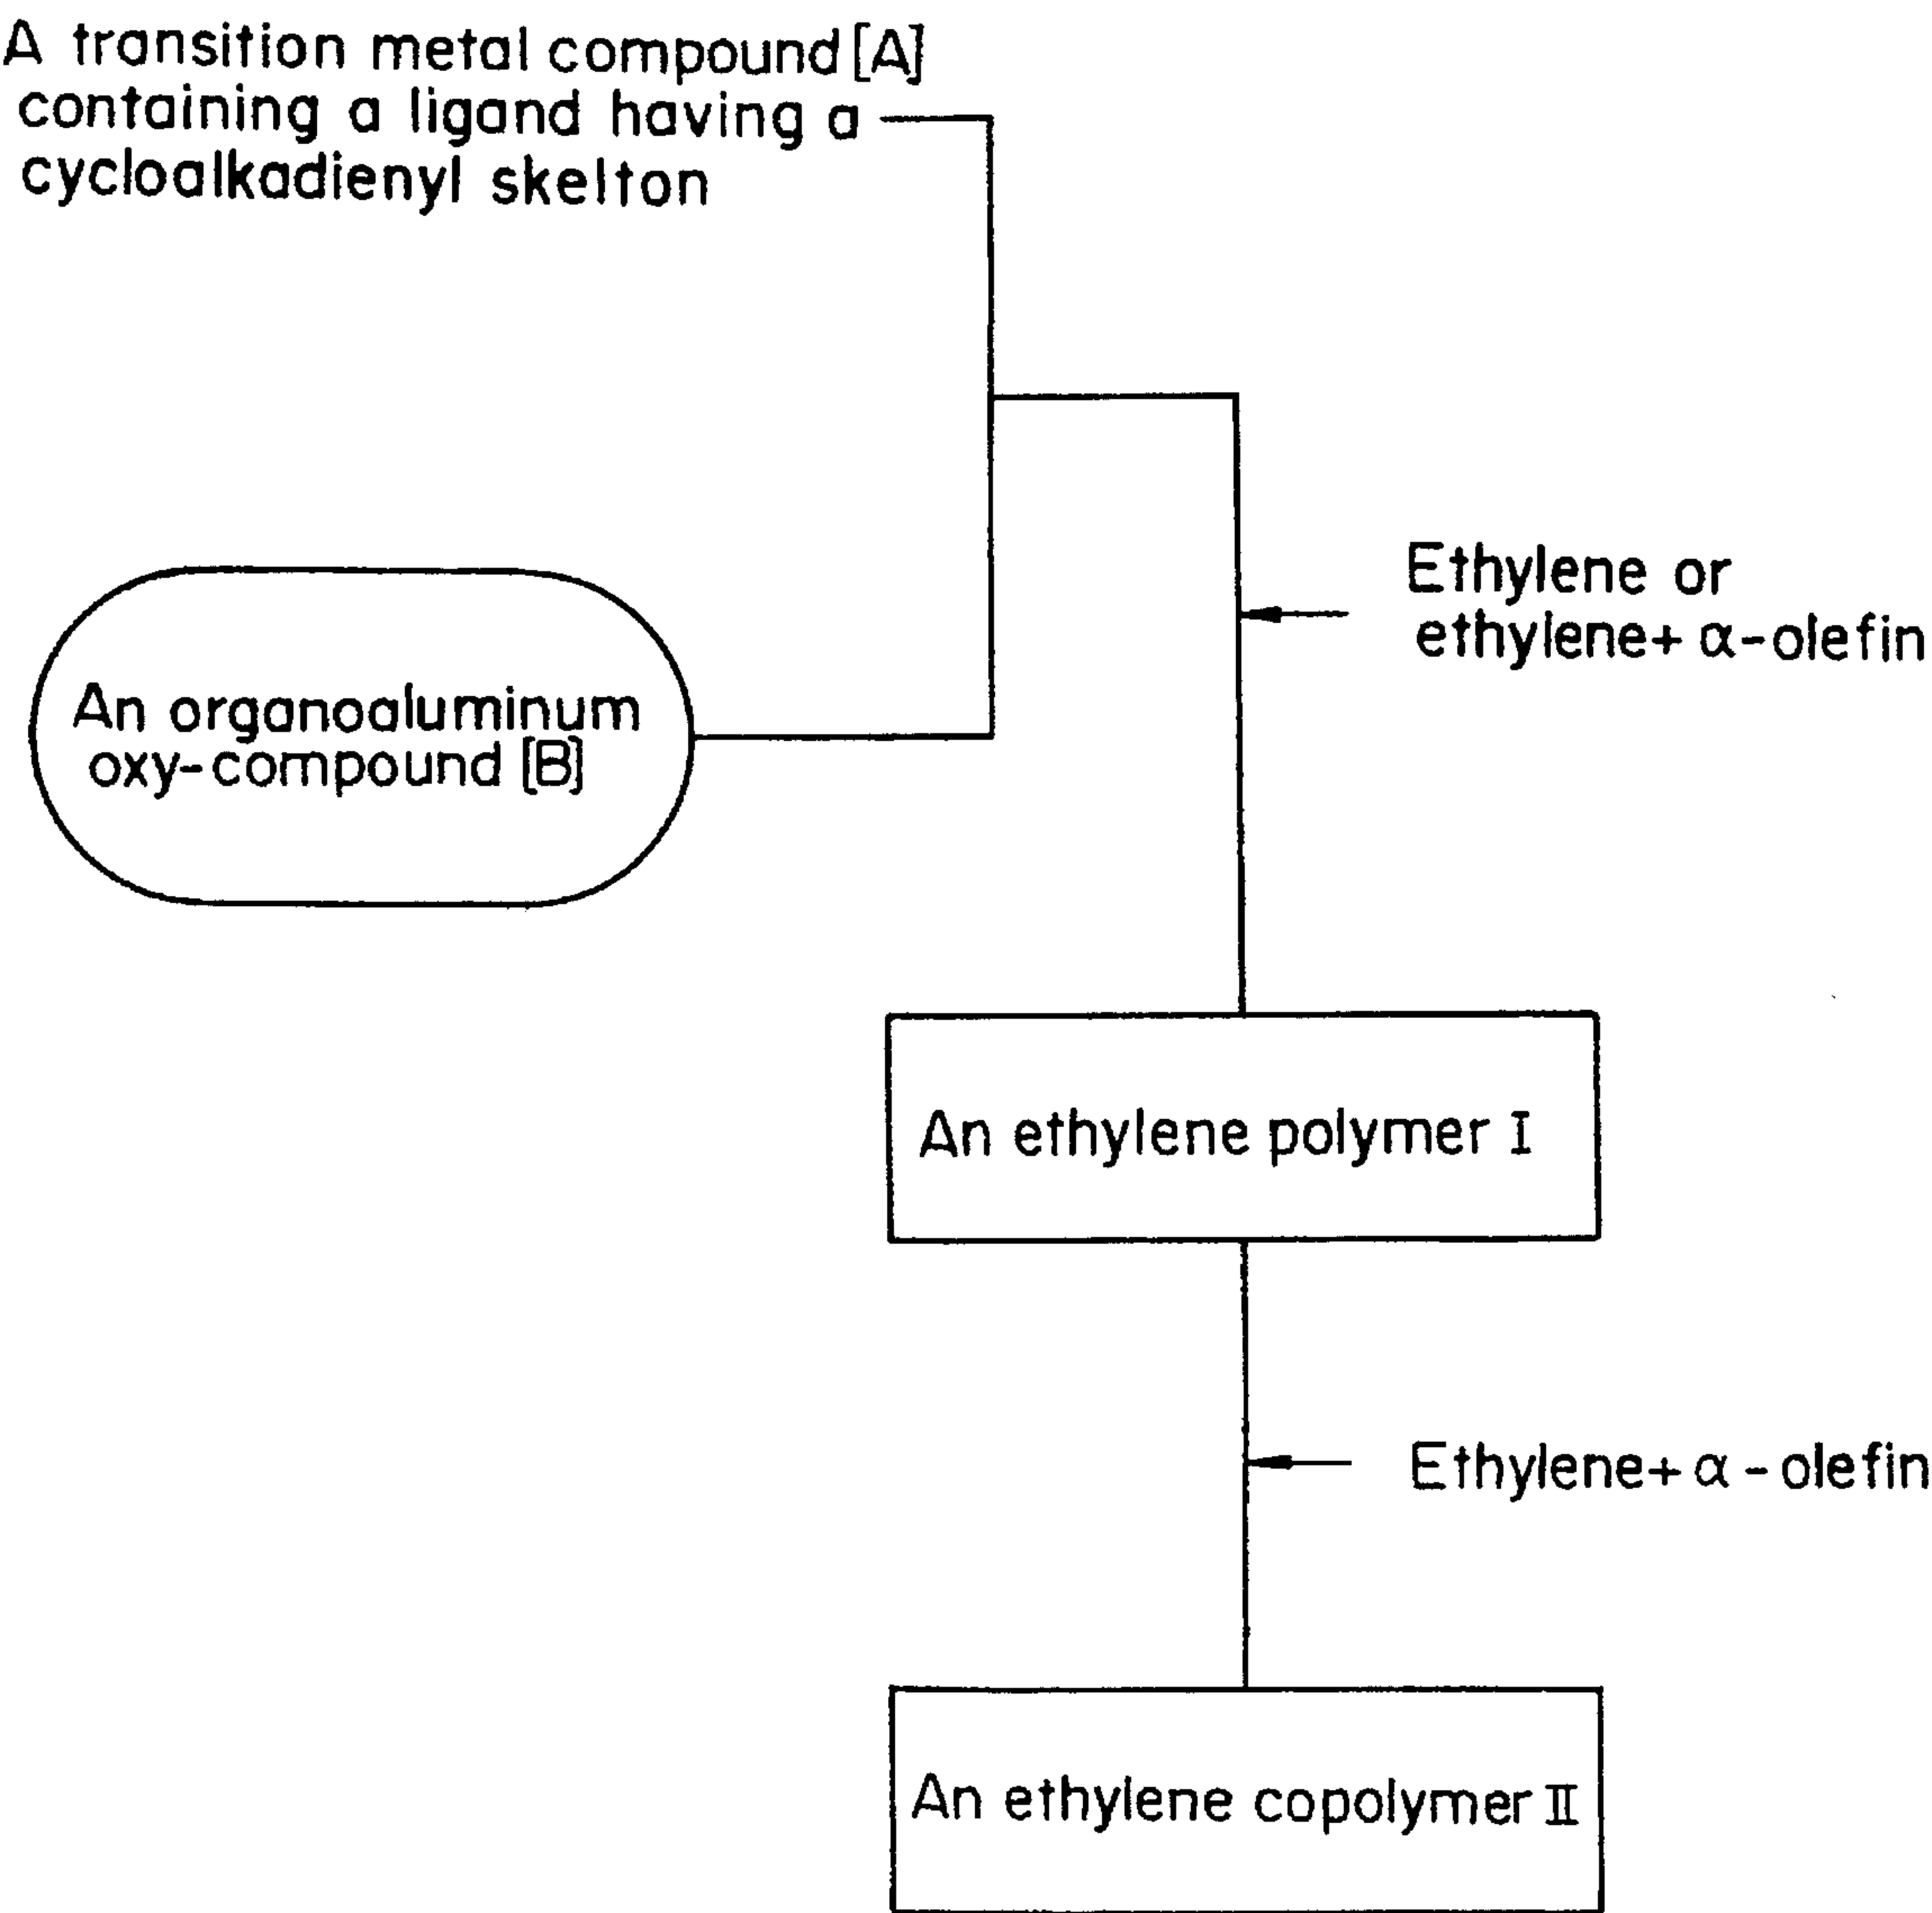 A transition metal compound[A]
containing a ligand having a
cycloalkadienyl skelton
Ethylene or
ethylene+ α-olefin
An organoaluminum
oxy-compound [B]
An ethylene polymer I
Ethylene+ α-olefin
An ethylene copolymer II